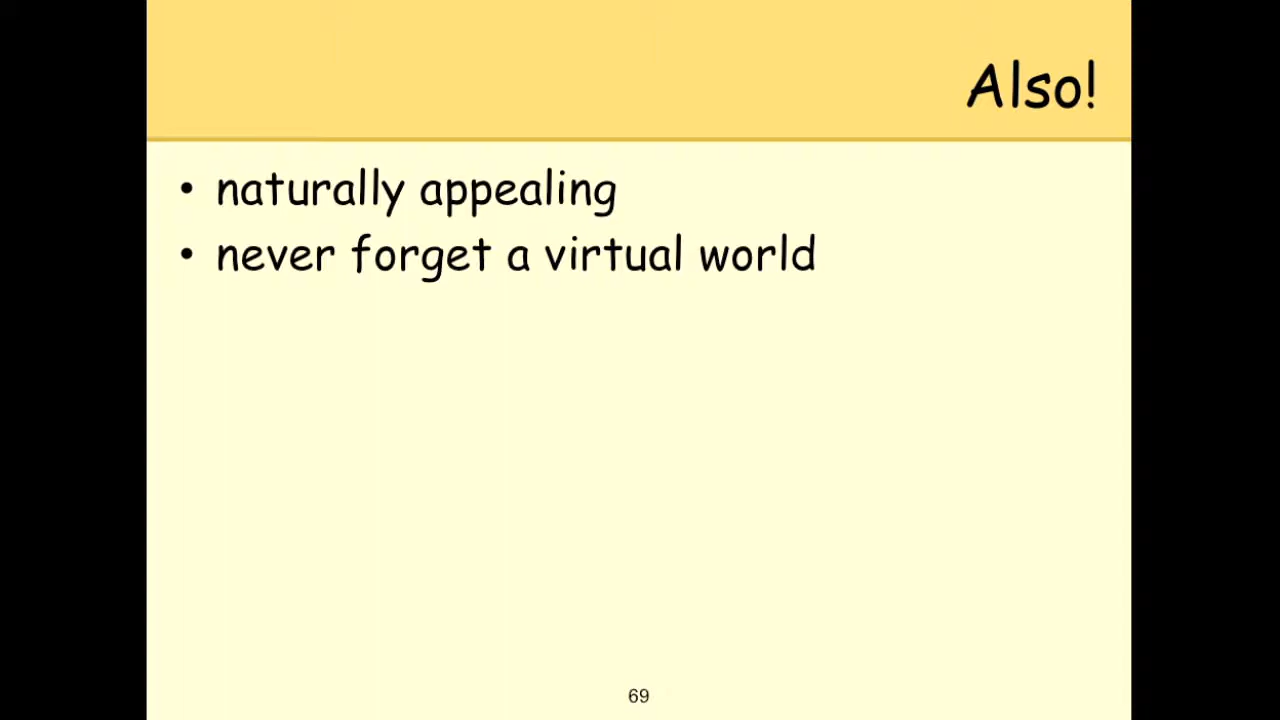 Also!
• naturally appealing
• never forget a virtual world
69